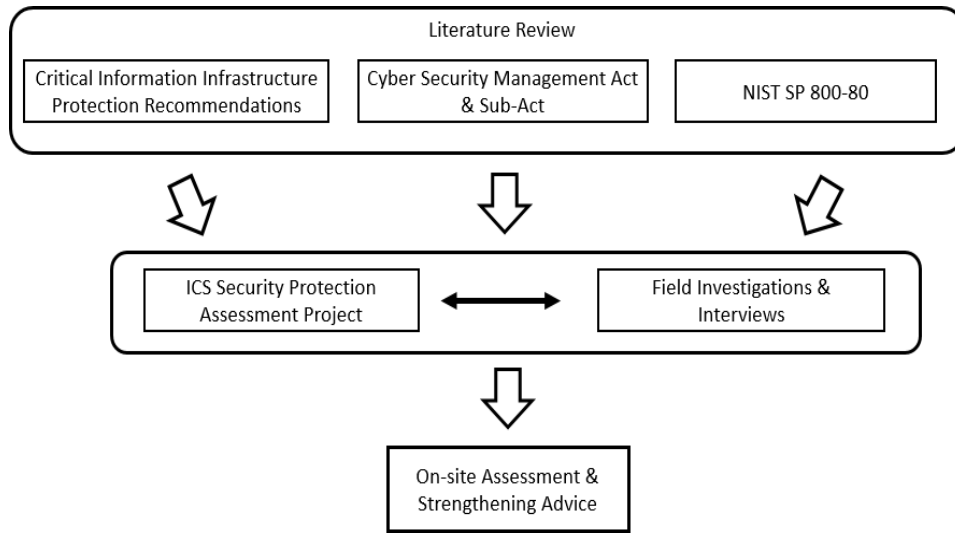 Literature Review
Critical Information Infrastructure
Protection Recommendations
Cyber Security Management Act
& Sub-Act
NIST SP 800-80
ICS Security Protection
Assessment Project
Field Investigations &
Interviews
On-site Assessment &
Strengthening Advice